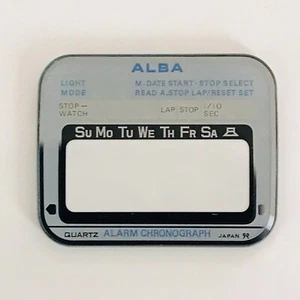 ALBA
LIGHT M·DATE START·STOP SELECT
MODE READ A.STOP LAP/RESET SET
STOP— WATCH LAP STOP 1/10 SEC
SU MO TU WE TH FR SA
QUARTZ ALARM CHRONOGRAPH JAPAN